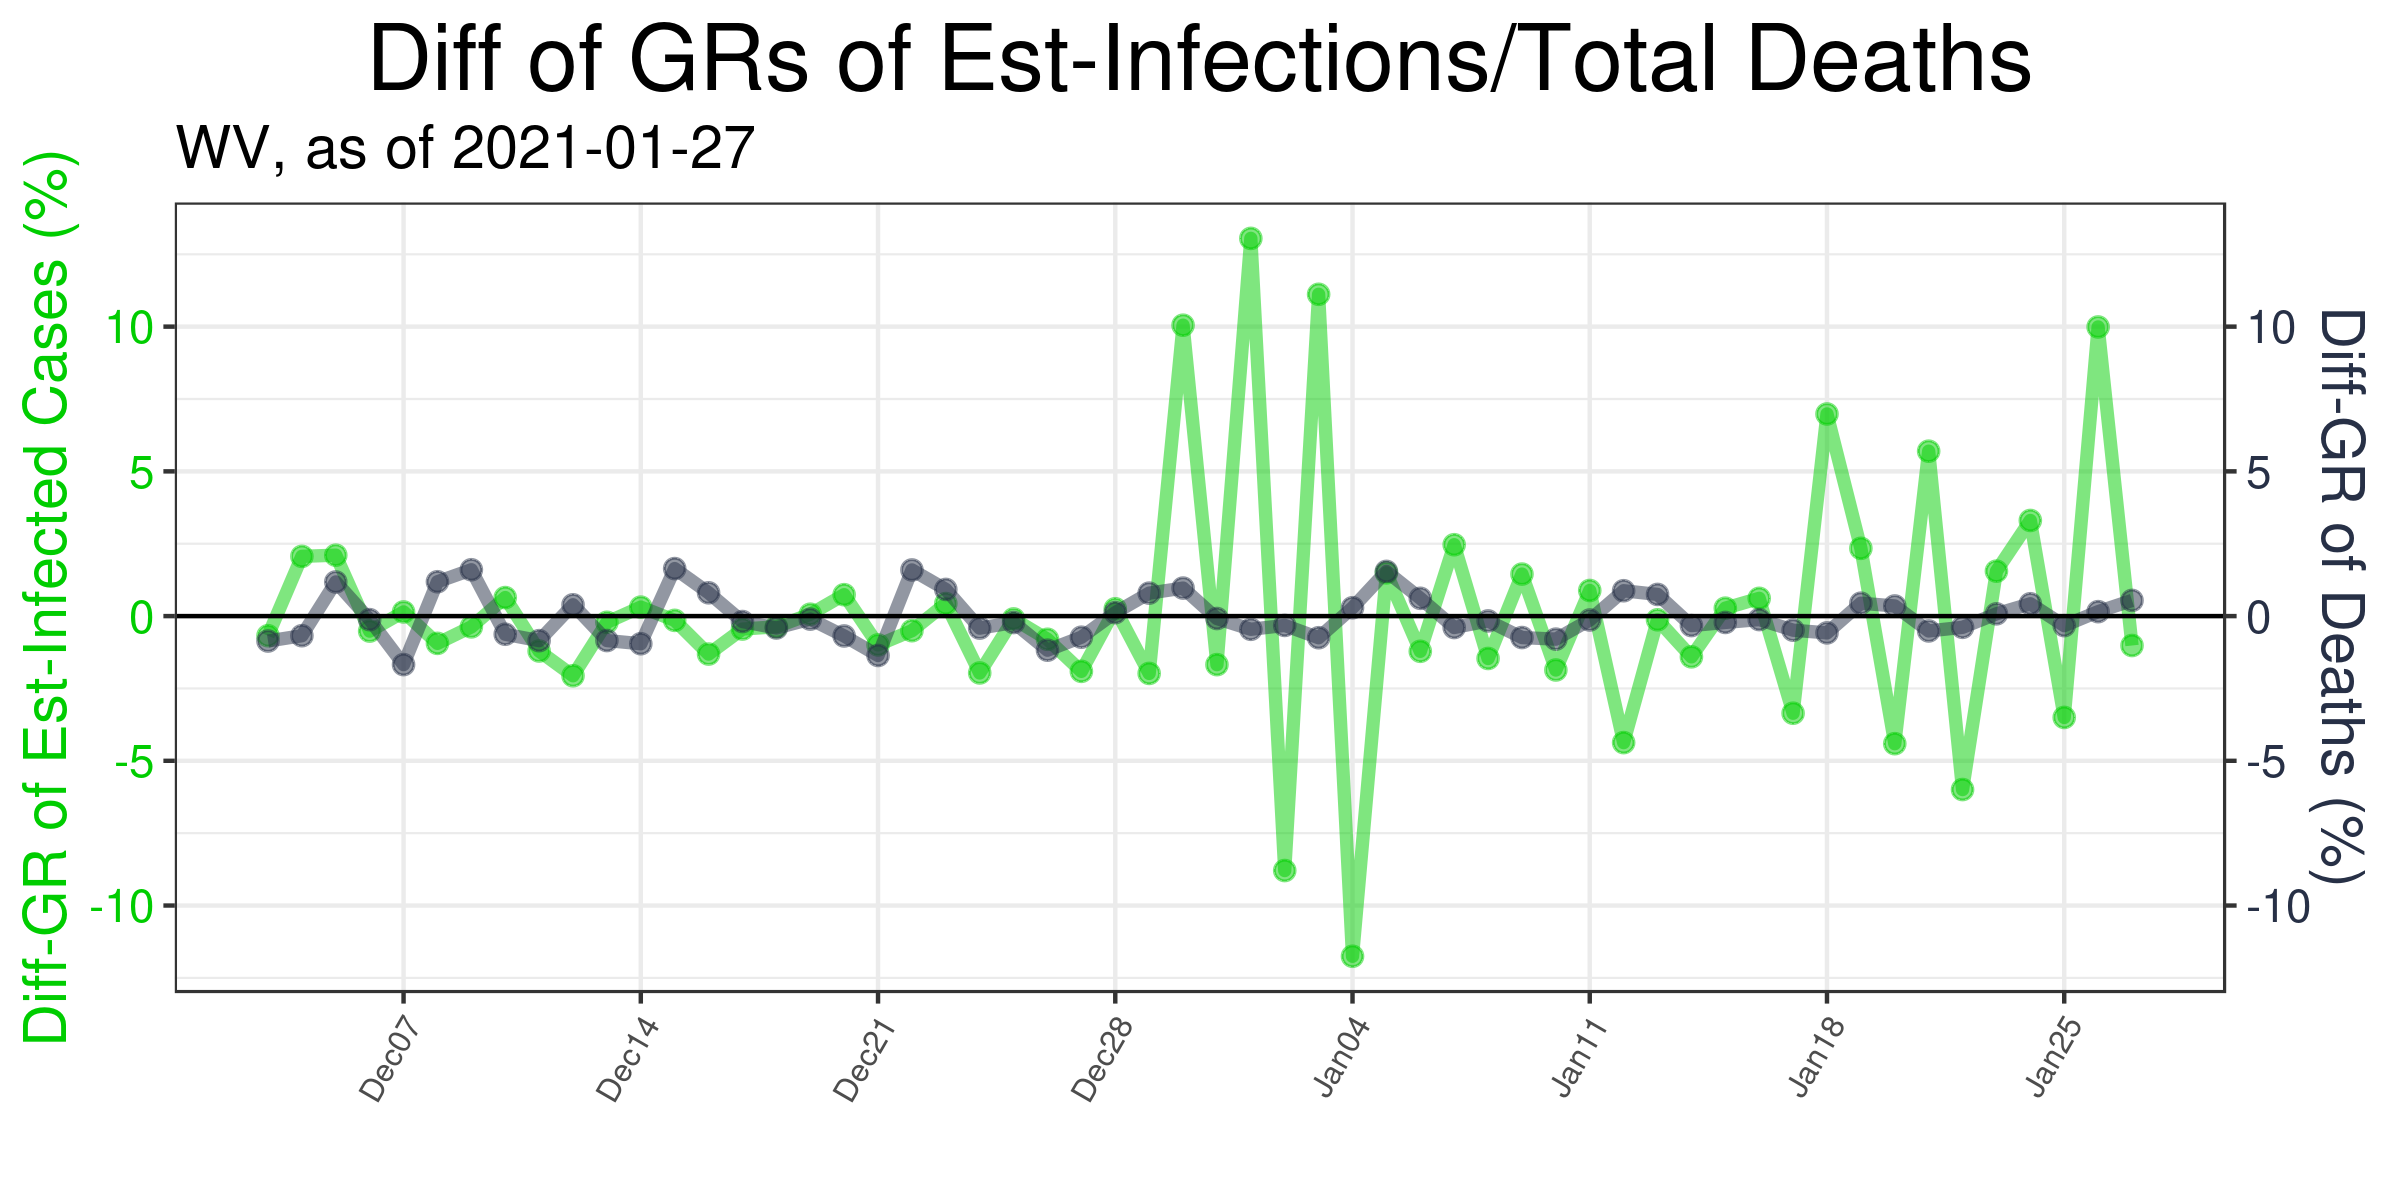 Diff of GRs of Est-Infections/Total Deaths
WV, as of 2021-01-27
Diff-GR of Est-Infected Cases (%)
10
5
0
-5
-10
10
5
0
-5
-10
Diff-GR of Deaths (%)
Dec07
Dec14
Dec21
Dec28
Jan04
Jan11
Jan18
Jan25